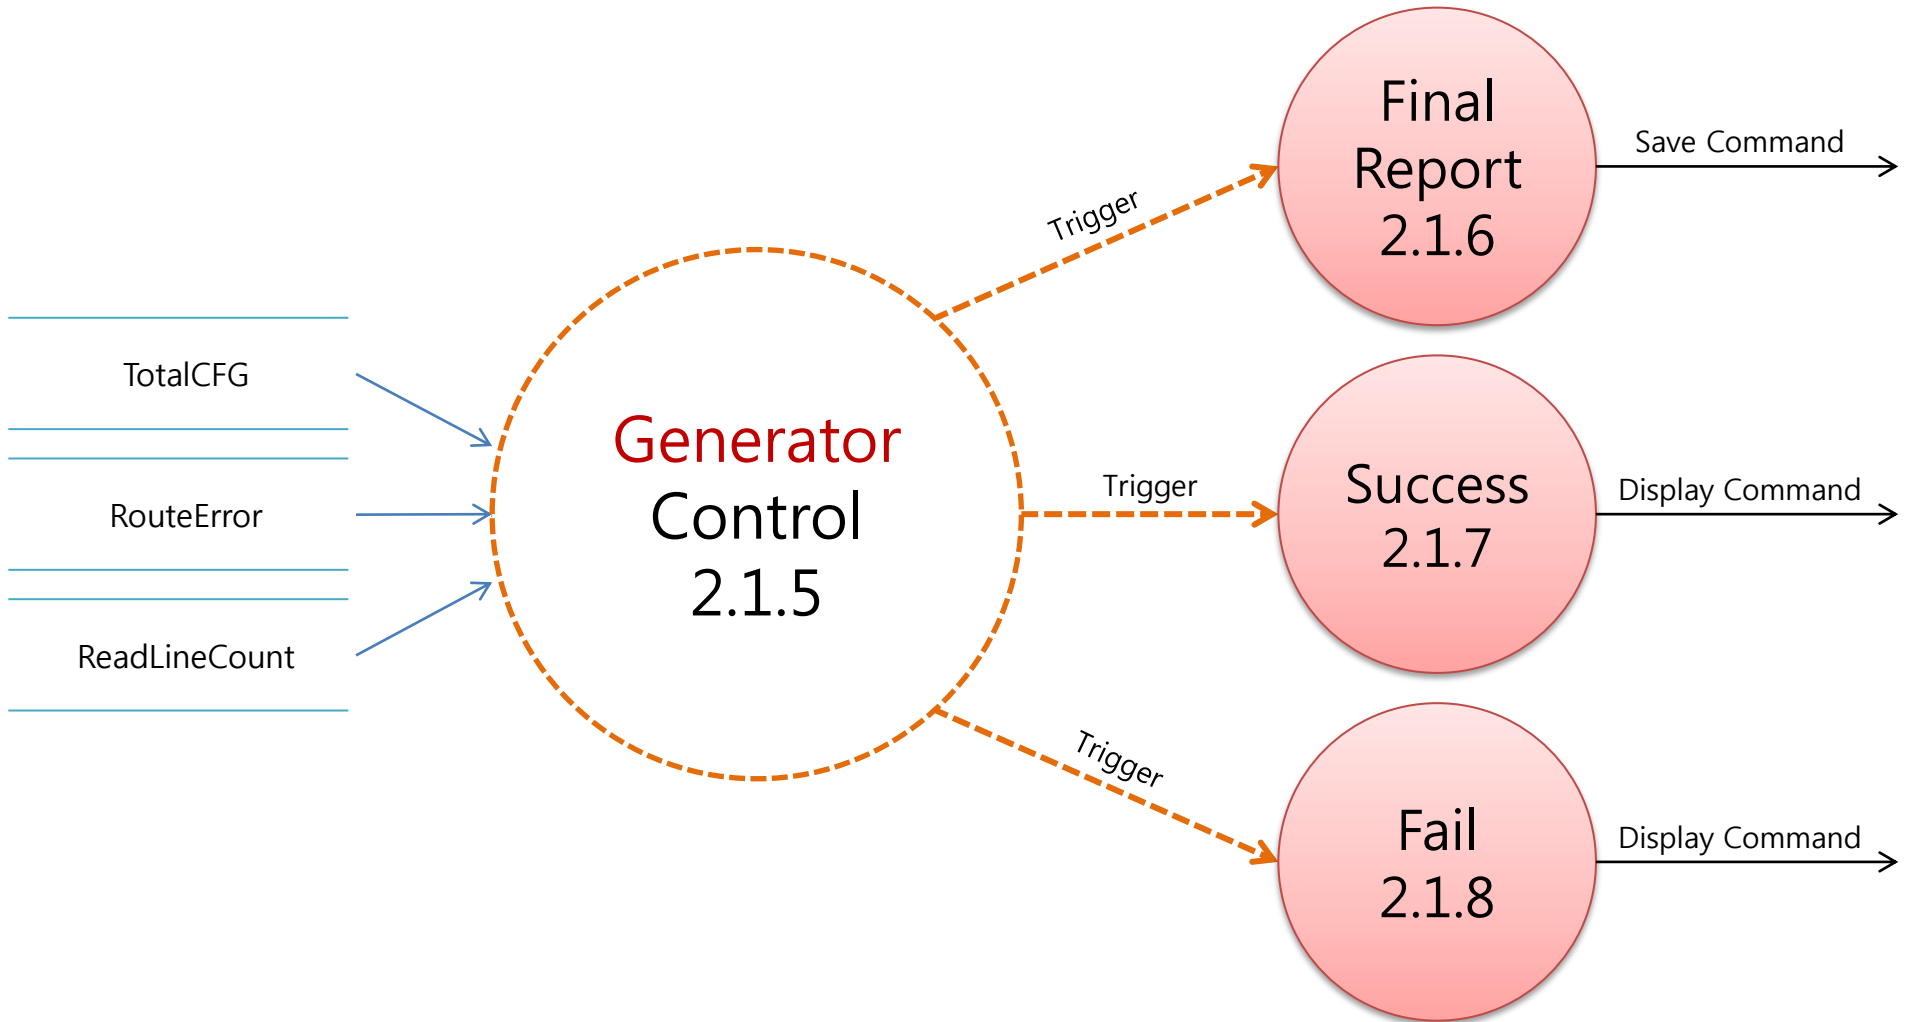 TotalCFG
RouteError
ReadLineCount
Generator
Control
2.1.5
Trigger
Trigger
Trigger
Final
Report
2.1.6
Save Command
Success
2.1.7
Display Command
Fail
2.1.8
Display Command